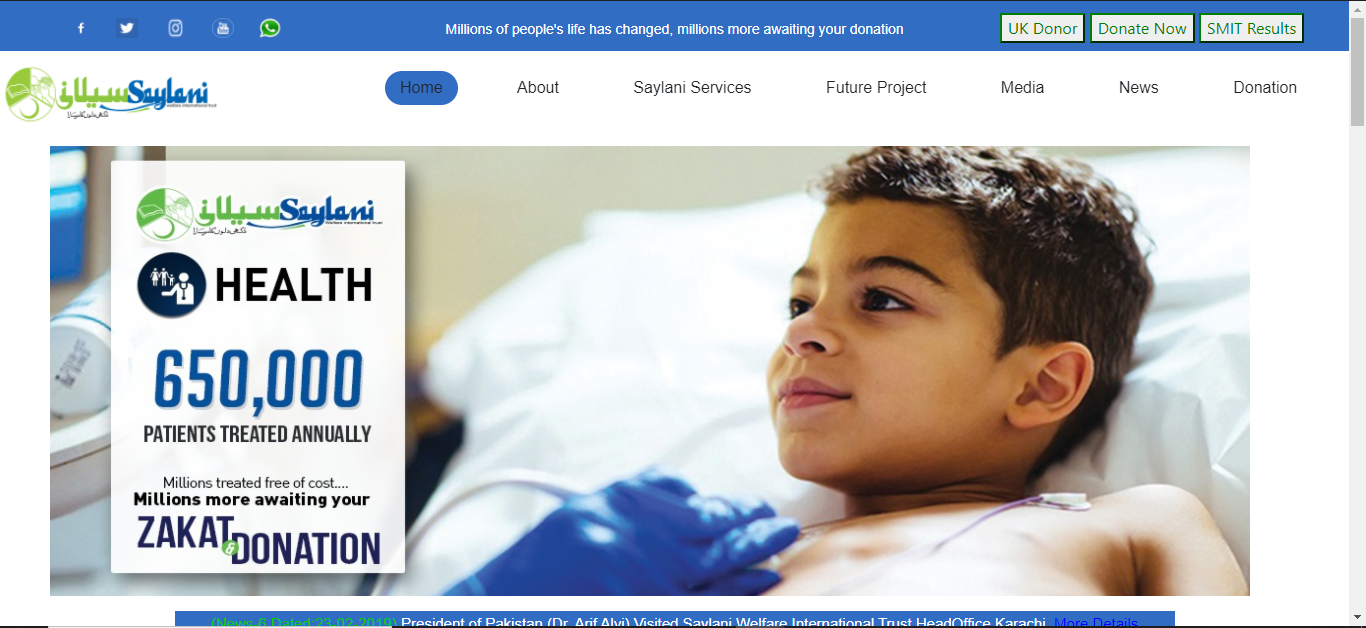 Millions of people's life has changed, millions more awaiting your donation
UK Donor
Donate Now
SMIT Results
سیلانی Saylani
Home
About
Saylani Services
Future Project
Media
News
Donation
سیلانی Saylani
Welfare international trust
HEALTH
650,000
PATIENTS TREATED ANNUALLY
Millions treated free of cost....
Millions more awaiting your
ZAKAT
&
DONATION
(News 6 Dated 23-02-2019) President of Pakistan (Dr. Arif Alvi) Visited Saylani Welfare International Trust HeadOffice Karachi. More Details